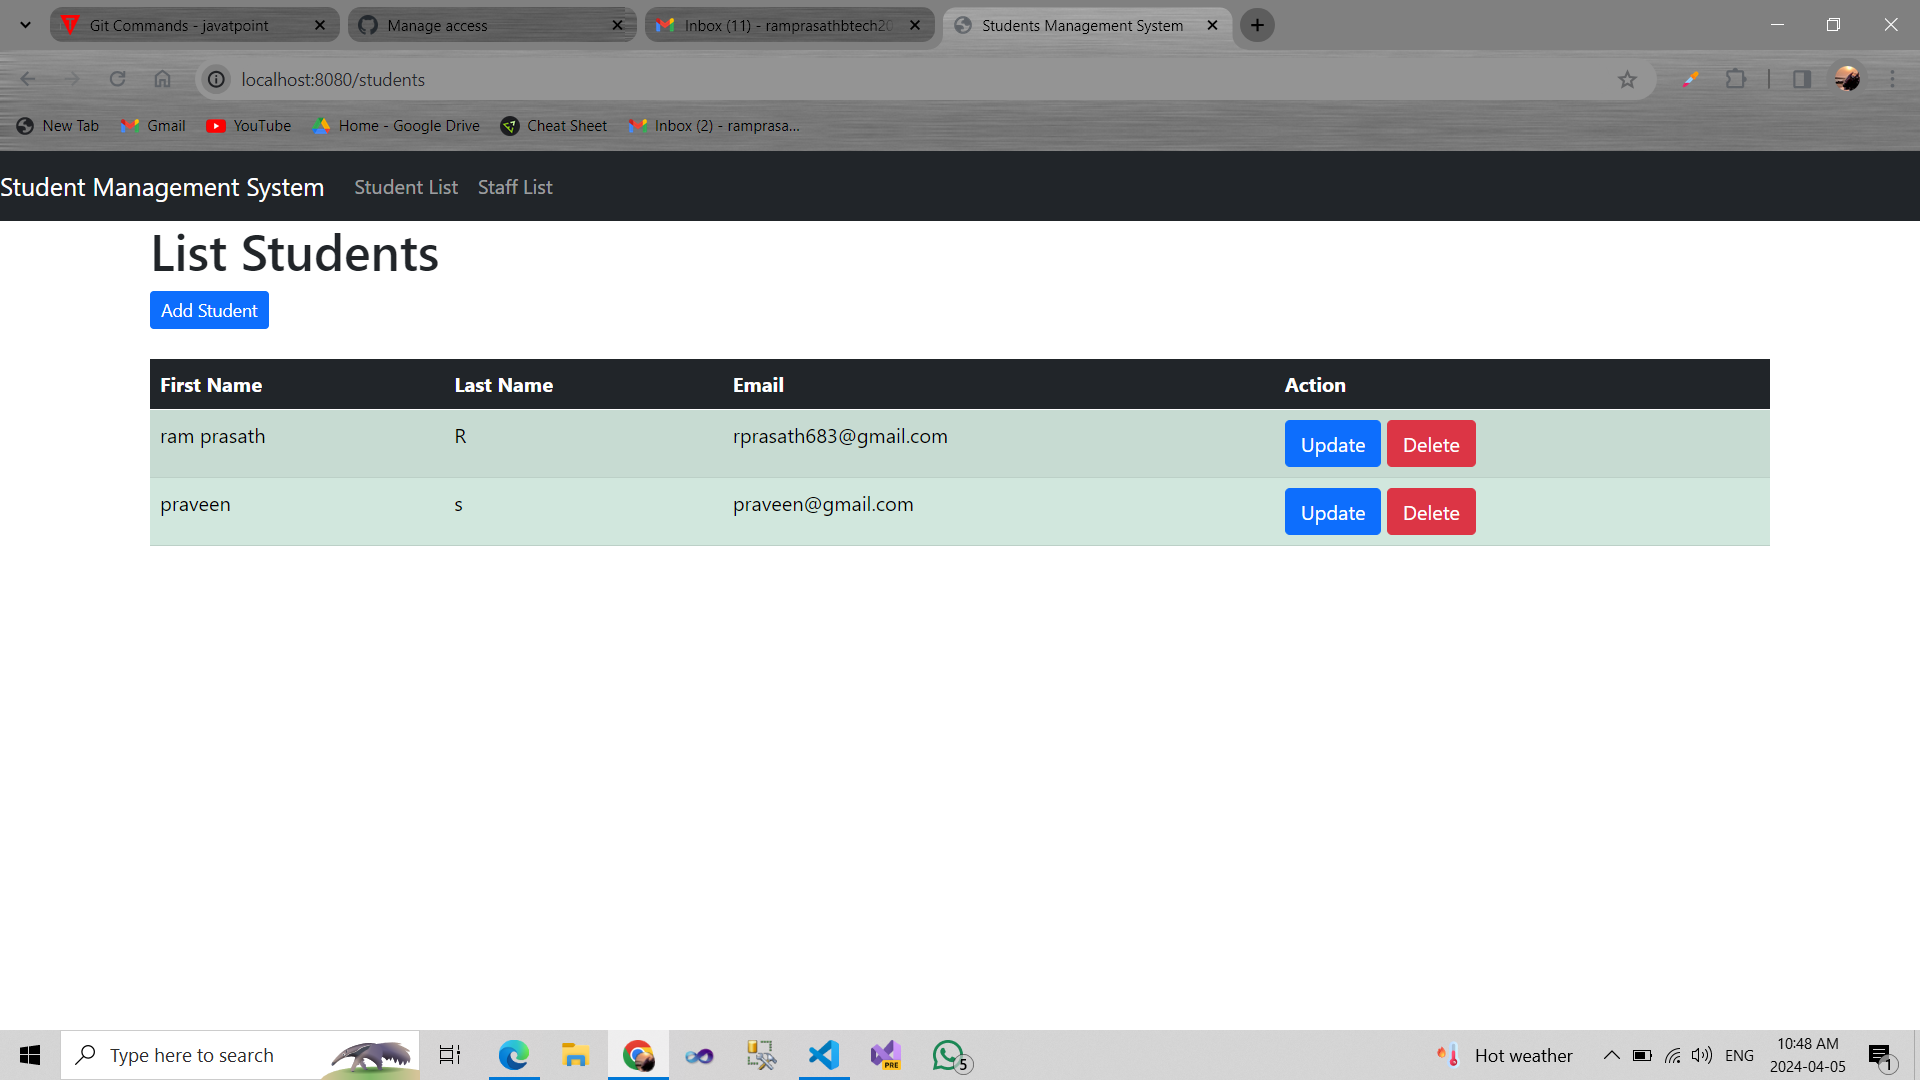 Git Commands - javatpoint
Manage access
Inbox (11) - ramprasathbtech20
Students Management System
localhost:8080/students
New Tab
Gmail
YouTube
Home - Google Drive
Cheat Sheet
Inbox (2) - ramprasa...
Student Management System
Student List
Staff List
List Students
Add Student
First Name Last Name Email Action
ram prasath R rprasath683@gmail.com Update Delete
praveen s praveen@gmail.com Update Delete
Type here to search
PRE
5
Hot weather
ENG
10:48 AM
2024-04-05
1